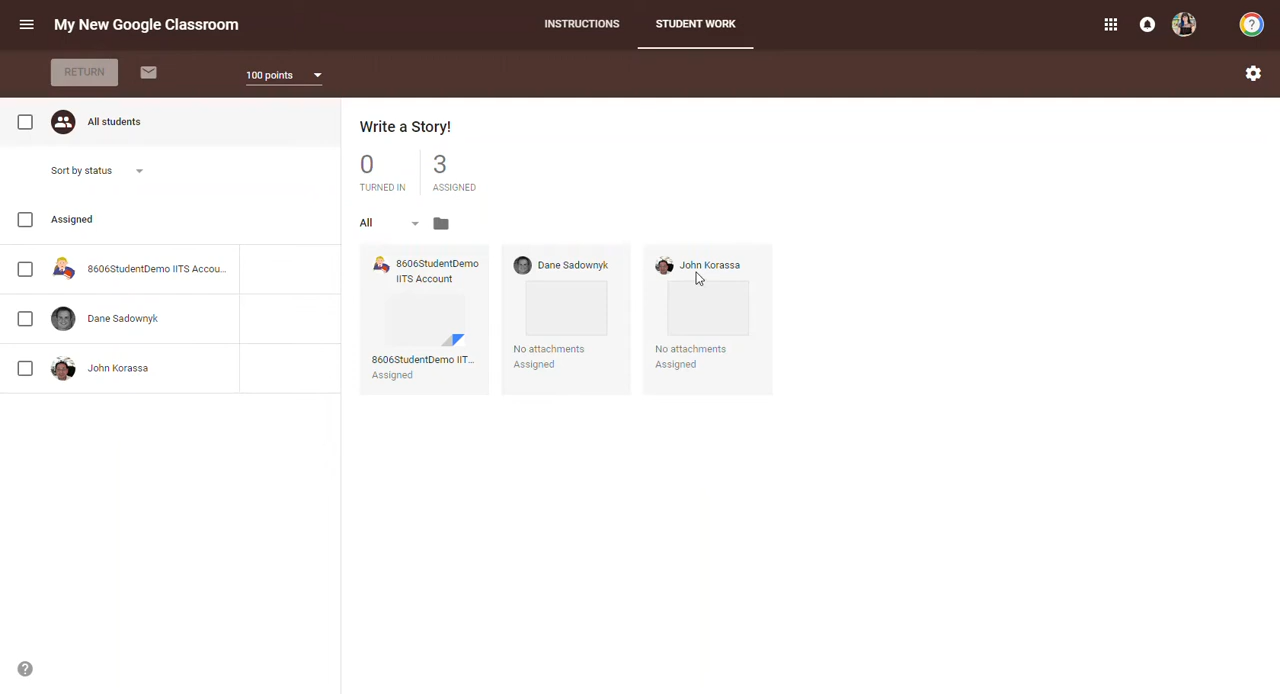 My New Google Classroom
INSTRUCTIONS
STUDENT WORK
?
RETURN
100 points
All students
Sort by status
Assigned
8606StudentDemo IITS Accou...
Dane Sadownyk
John Korassa
Write a Story!
0
3
TURNED IN
ASSIGNED
All
8606StudentDemo
IITS Account
8606StudentDemo IIT...
Assigned
Dane Sadownyk
No attachments
Assigned
John Korassa
No attachments
Assigned
?